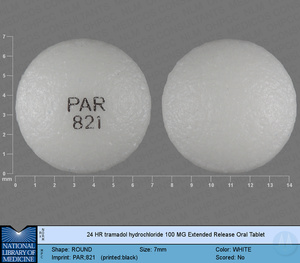 7
6
5
4
3
2
1
0
mm
PAR
821
0 1 2 3 4 5 6 7 8 9 10 11 12 13 14
24 HR tramadol hydrochloride 100 MG Extended Release Oral Tablet
NATIONAL
LIBRARY OF
MEDICINE
Shape: ROUND Size: 7mm Color: WHITE
Imprint: PAR;821 (printed:black) Scored: No